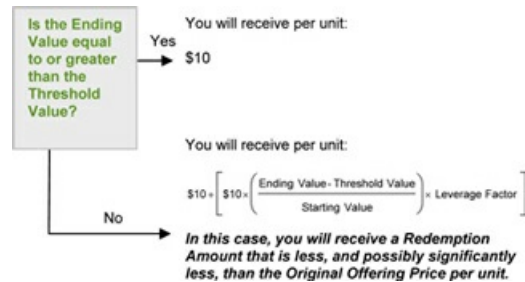 Is the Ending
Value equal
to or greater
than the
Threshold
Value?
Yes
You will receive per unit:
$10
No
You will receive per unit:
$10+[$10×(Ending Value-Threshold Value
Starting Value)× Leverage Factor]
In this case, you will receive a Redemption
Amount that is less, and possibly significantly
less, than the Original Offering Price per unit.